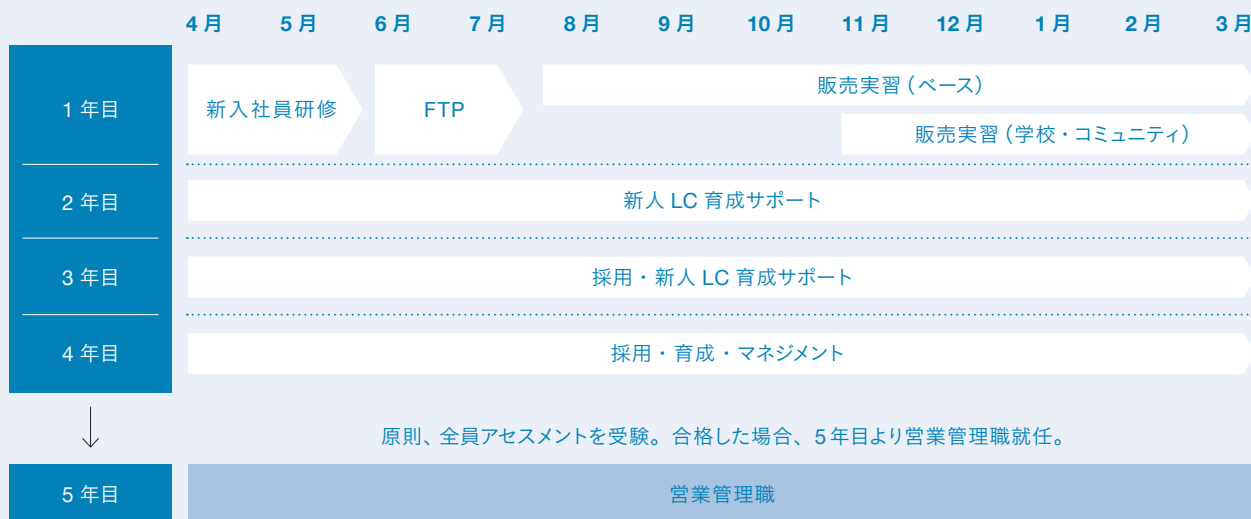 4月 5月 6月 7月 8月 9月 10月 11月 12月 1月 2月 3月
1年目
新入社員研修
FTP
販売実習（ベース）
販売実習（学校・コミュニティ）
2年目
新人 LC 育成サポート
3年目
採用・新人 LC 育成サポート
4年目
採用・育成・マネジメント
原則、全員アセスメントを受験。合格した場合、5年目より営業管理職就任。
5年目
営業管理職